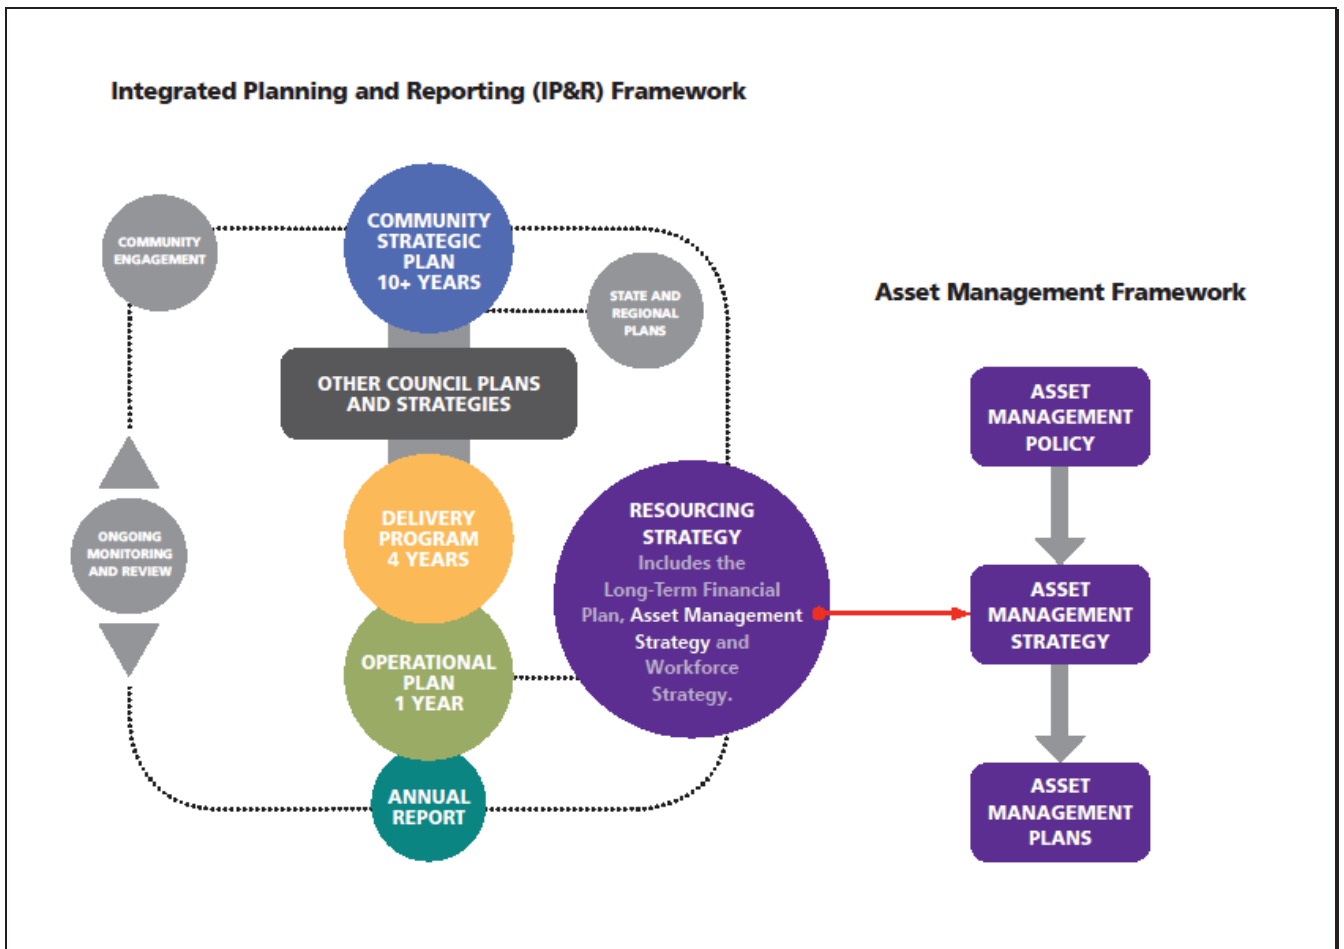 Integrated Planning and Reporting (IP&R) Framework
COMMUNITY
ENGAGEMENT
COMMUNITY
STRATEGIC
PLAN
10+ YEARS
STATE AND
REGIONAL
PLANS
OTHER COUNCIL PLANS
AND STRATEGIES
ONGOING
MONITORING
AND REVIEW
DELIVERY
PROGRAM
4 YEARS
RESOURCING
STRATEGY
Includes the
Long-Term Financial
Plan, Asset Management
Strategy and
Workforce
Strategy.
OPERATIONAL
PLAN
1 YEAR
ANNUAL
REPORT
Asset Management Framework
ASSET
MANAGEMENT
POLICY
ASSET
MANAGEMENT
STRATEGY
ASSET
MANAGEMENT
PLANS